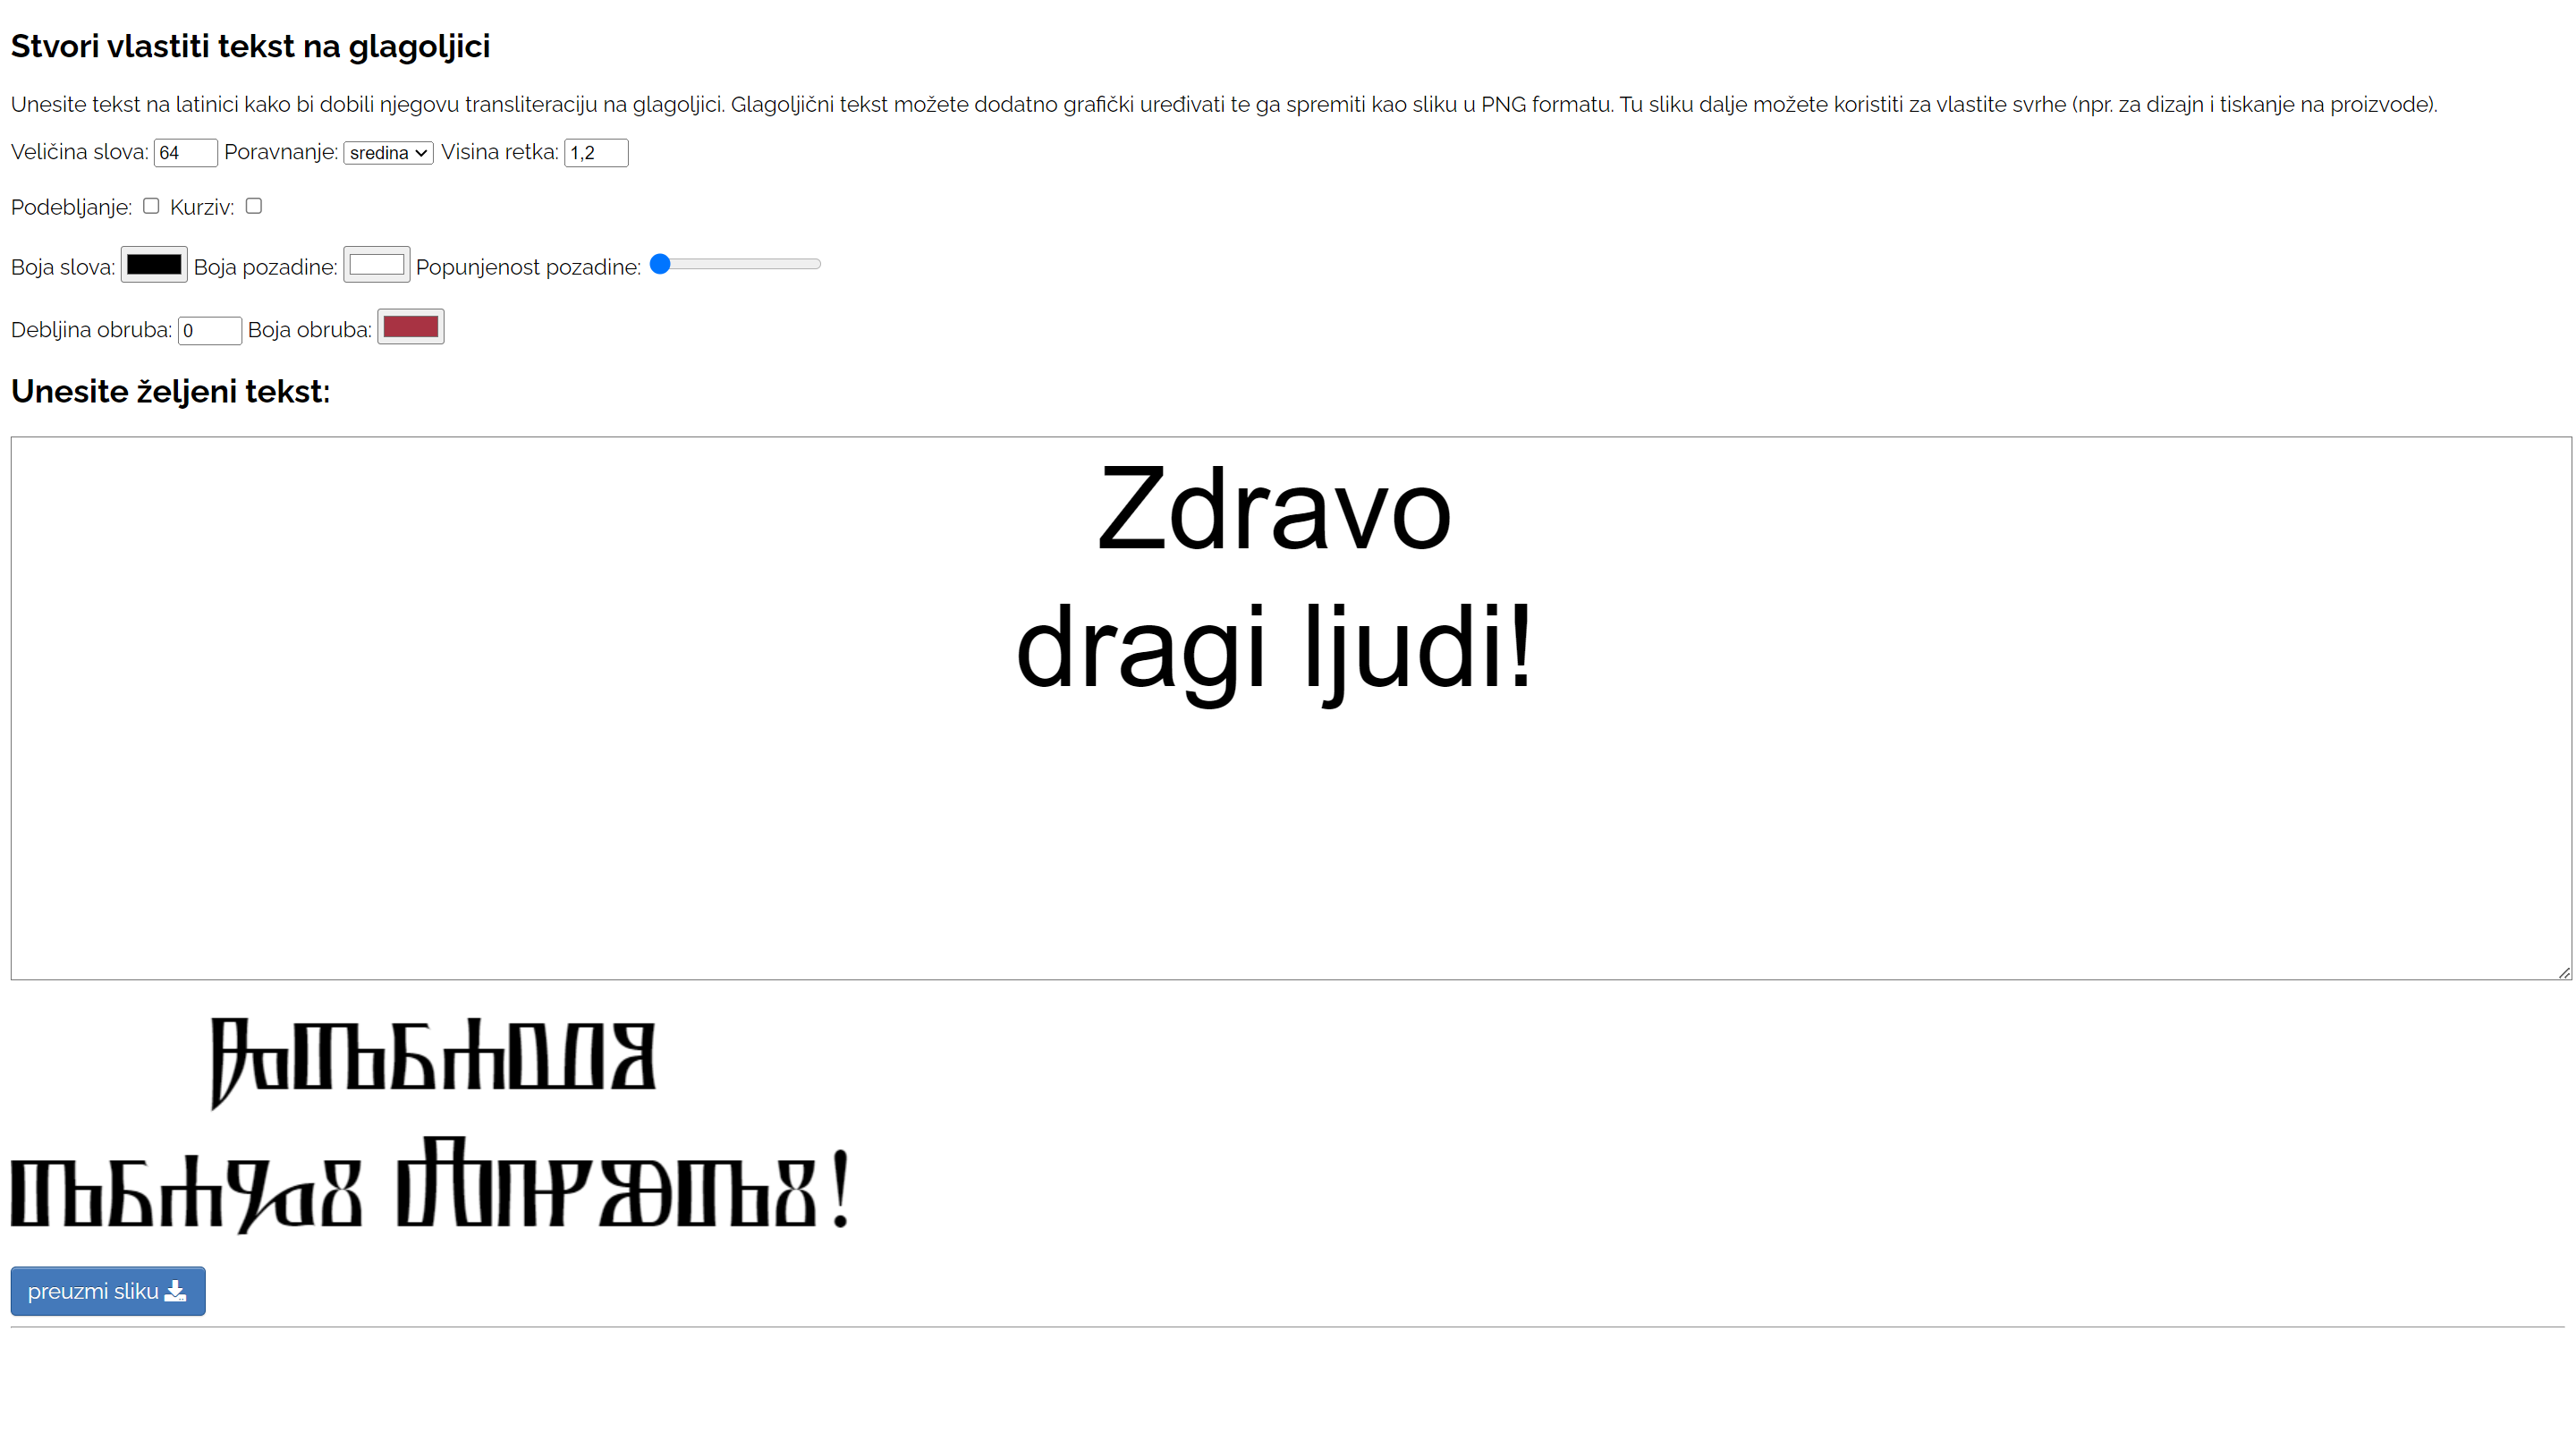 Stvori vlastiti tekst na glagoljici
Unesite tekst na latinici kako bi dobili njegovu transliteraciju na glagoljici. Glagoljični tekst možete dodatno grafički uređivati te ga spremiti kao sliku u PNG formatu. Tu sliku dalje možete koristiti za vlastite svrhe (npr. za dizajn i tiskanje na proizvode).
Veličina slova: 64 Poravnanje: sredina Visina retka: 1,2
Podebljanje: Kurziv:
Boja slova: Boja pozadine: Popunjenost pozadine:
Debljina obruba: 0 Boja obruba:
Unesite željeni tekst:
Zdravo
dragi ljudi!
ⰸⰴⱃⰰⰲⱁ
ⰴⱃⰰⰳⰻ ⰾⰼⱆⰴⰻ!
preuzmi sliku